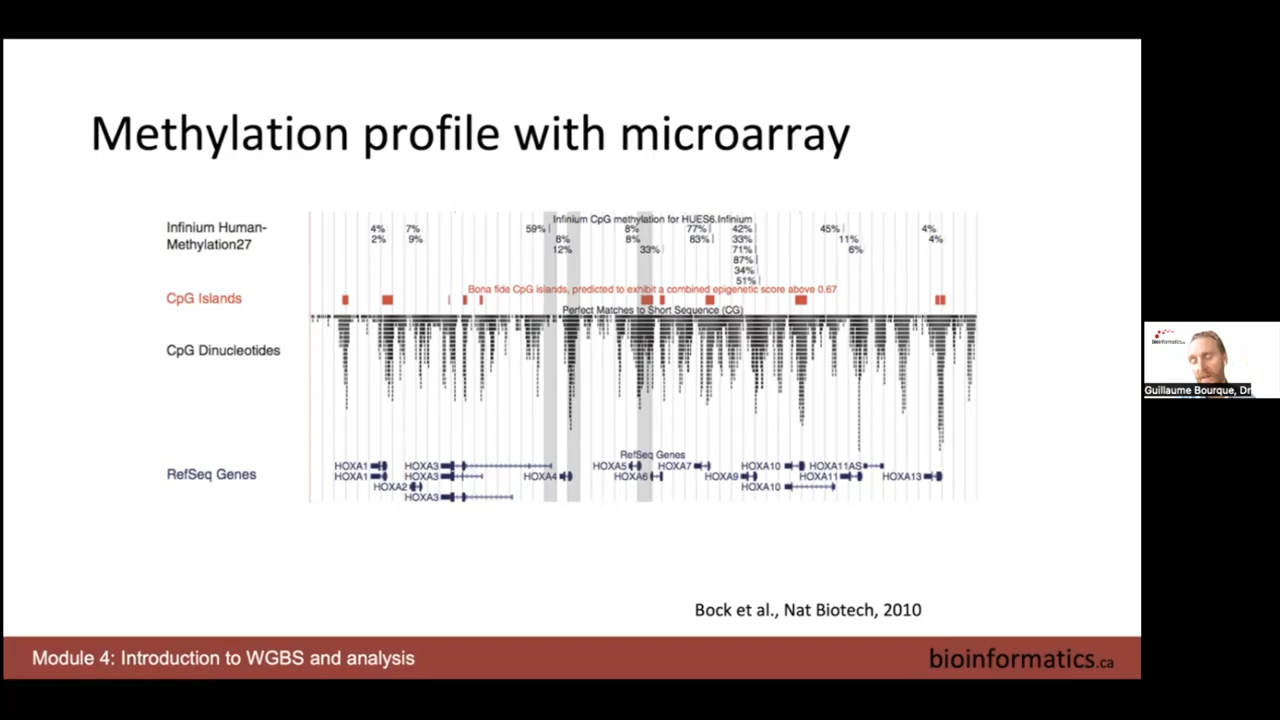 Methylation profile with microarray
Infinium Human-
Methylation27
Infinium CpG methylation for HUES6.Infinium
4% 7% 59% 8% 77% 42% 45% 4%
2% 9% 8% 8% 83% 33% 11% 4%
12% 33% 71% 6%
87%
34%
51%
CpG Islands
Bona fide CpG islands, predicted to exhibit a combined epigenetic score above 0.67
Perfect Matches to Short Sequence (CG)
CpG Dinucleotides
RefSeq Genes
RefSeq Genes
HOXA1 HOXA3 HOXA5 HOXA7 HOXA10 HOXA11AS
HOXA1 HOXA3 HOXA4 HOXA6 HOXA9 HOXA11 HOXA13
HOXA2 HOXA10
HOXA3
Bock et al., Nat Biotech, 2010
Module 4: Introduction to WGBS and analysis
bioinformatics.ca
bioinformatics.ca
Guillaume Bourque, Dr